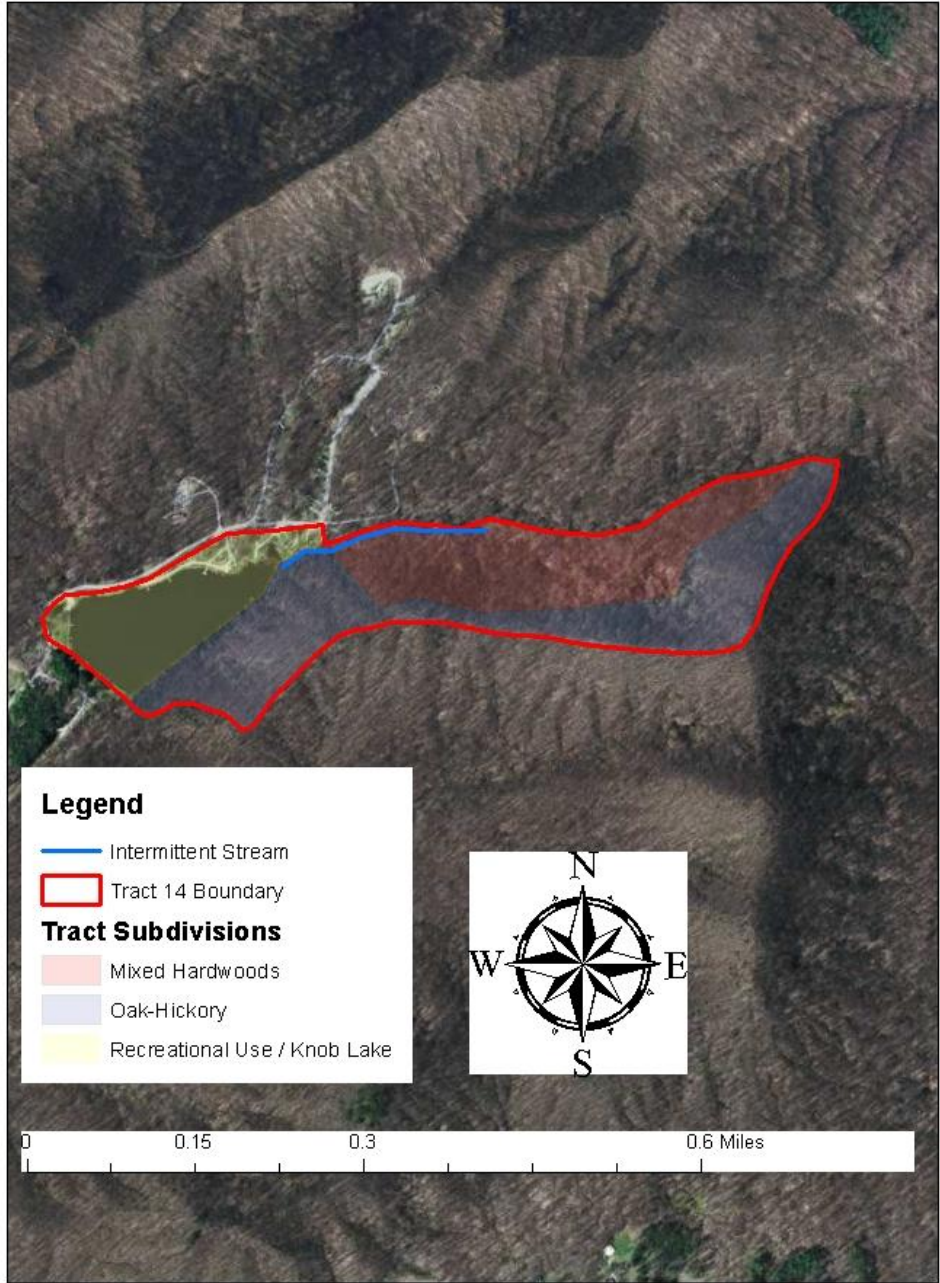 Legend
Intermittent Stream
Tract 14 Boundary
Tract Subdivisions
Mixed Hardwoods
Oak-Hickory
Recreational Use / Knob Lake
N
W E
S
0 0.15 0.3 0.6 Miles